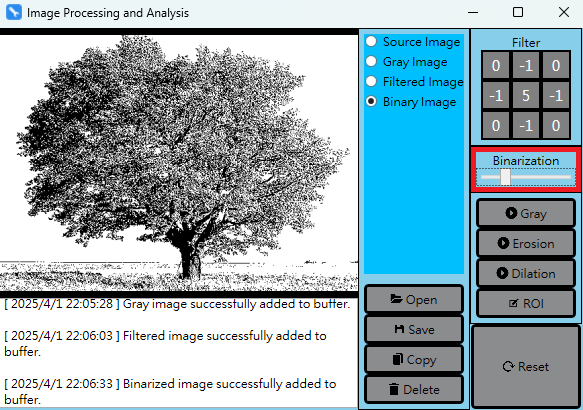 Image Processing and Analysis
Source Image
Gray Image
Filtered Image
Binary Image
Filter
0 -1 0
-1 5 -1
0 -1 0
Binarization
Gray
Erosion
Dilation
ROI
Open
Save
Copy
Delete
Reset
[ 2025/4/1 22:05:28 ] Gray image successfully added to buffer.
[ 2025/4/1 22:06:03 ] Filtered image successfully added to
buffer.
[ 2025/4/1 22:06:33 ] Binarized image successfully added to
buffer.